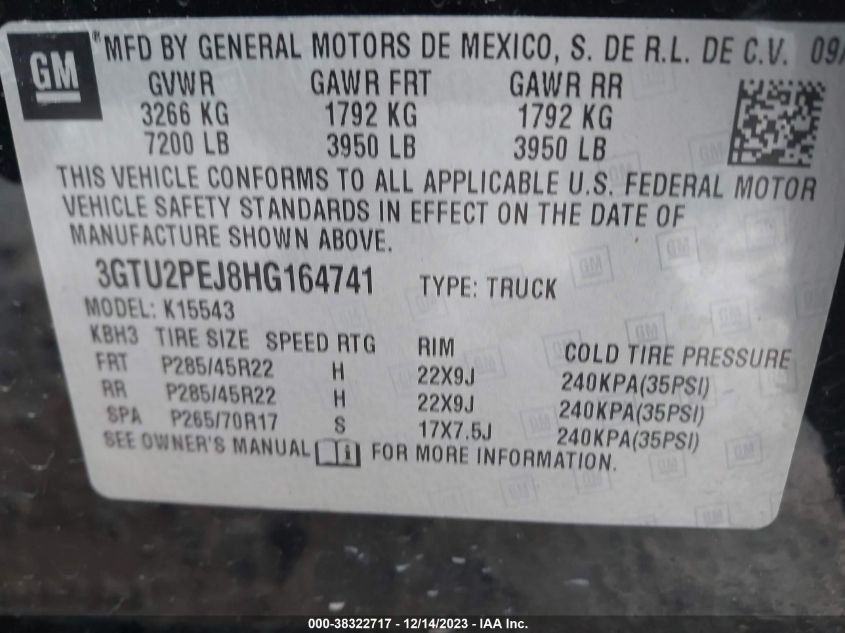 GM
® MFD BY GENERAL MOTORS DE MEXICO, S. DE R.L. DE C.V. 09/
GVWR GAWR FRT GAWR RR
3266 KG 1792 KG 1792 KG
7200 LB 3950 LB 3950 LB
THIS VEHICLE CONFORMS TO ALL APPLICABLE U.S. FEDERAL MOTOR
VEHICLE SAFETY STANDARDS IN EFFECT ON THE DATE OF
MANUFACTURE SHOWN ABOVE.
3GTU2PEJ8HG164741 TYPE: TRUCK
MODEL: K15543
KBH3 TIRE SIZE SPEED RTG RIM COLD TIRE PRESSURE
FRT P285/45R22 H 22X9J 240KPA(35PSI)
RR P285/45R22 H 22X9J 240KPA(35PSI)
SPA P265/70R17 S 17X7.5J 240KPA(35PSI)
SEE OWNER'S MANUAL FOR MORE INFORMATION.
000-38322717 - 12/14/2023 - IAA Inc.